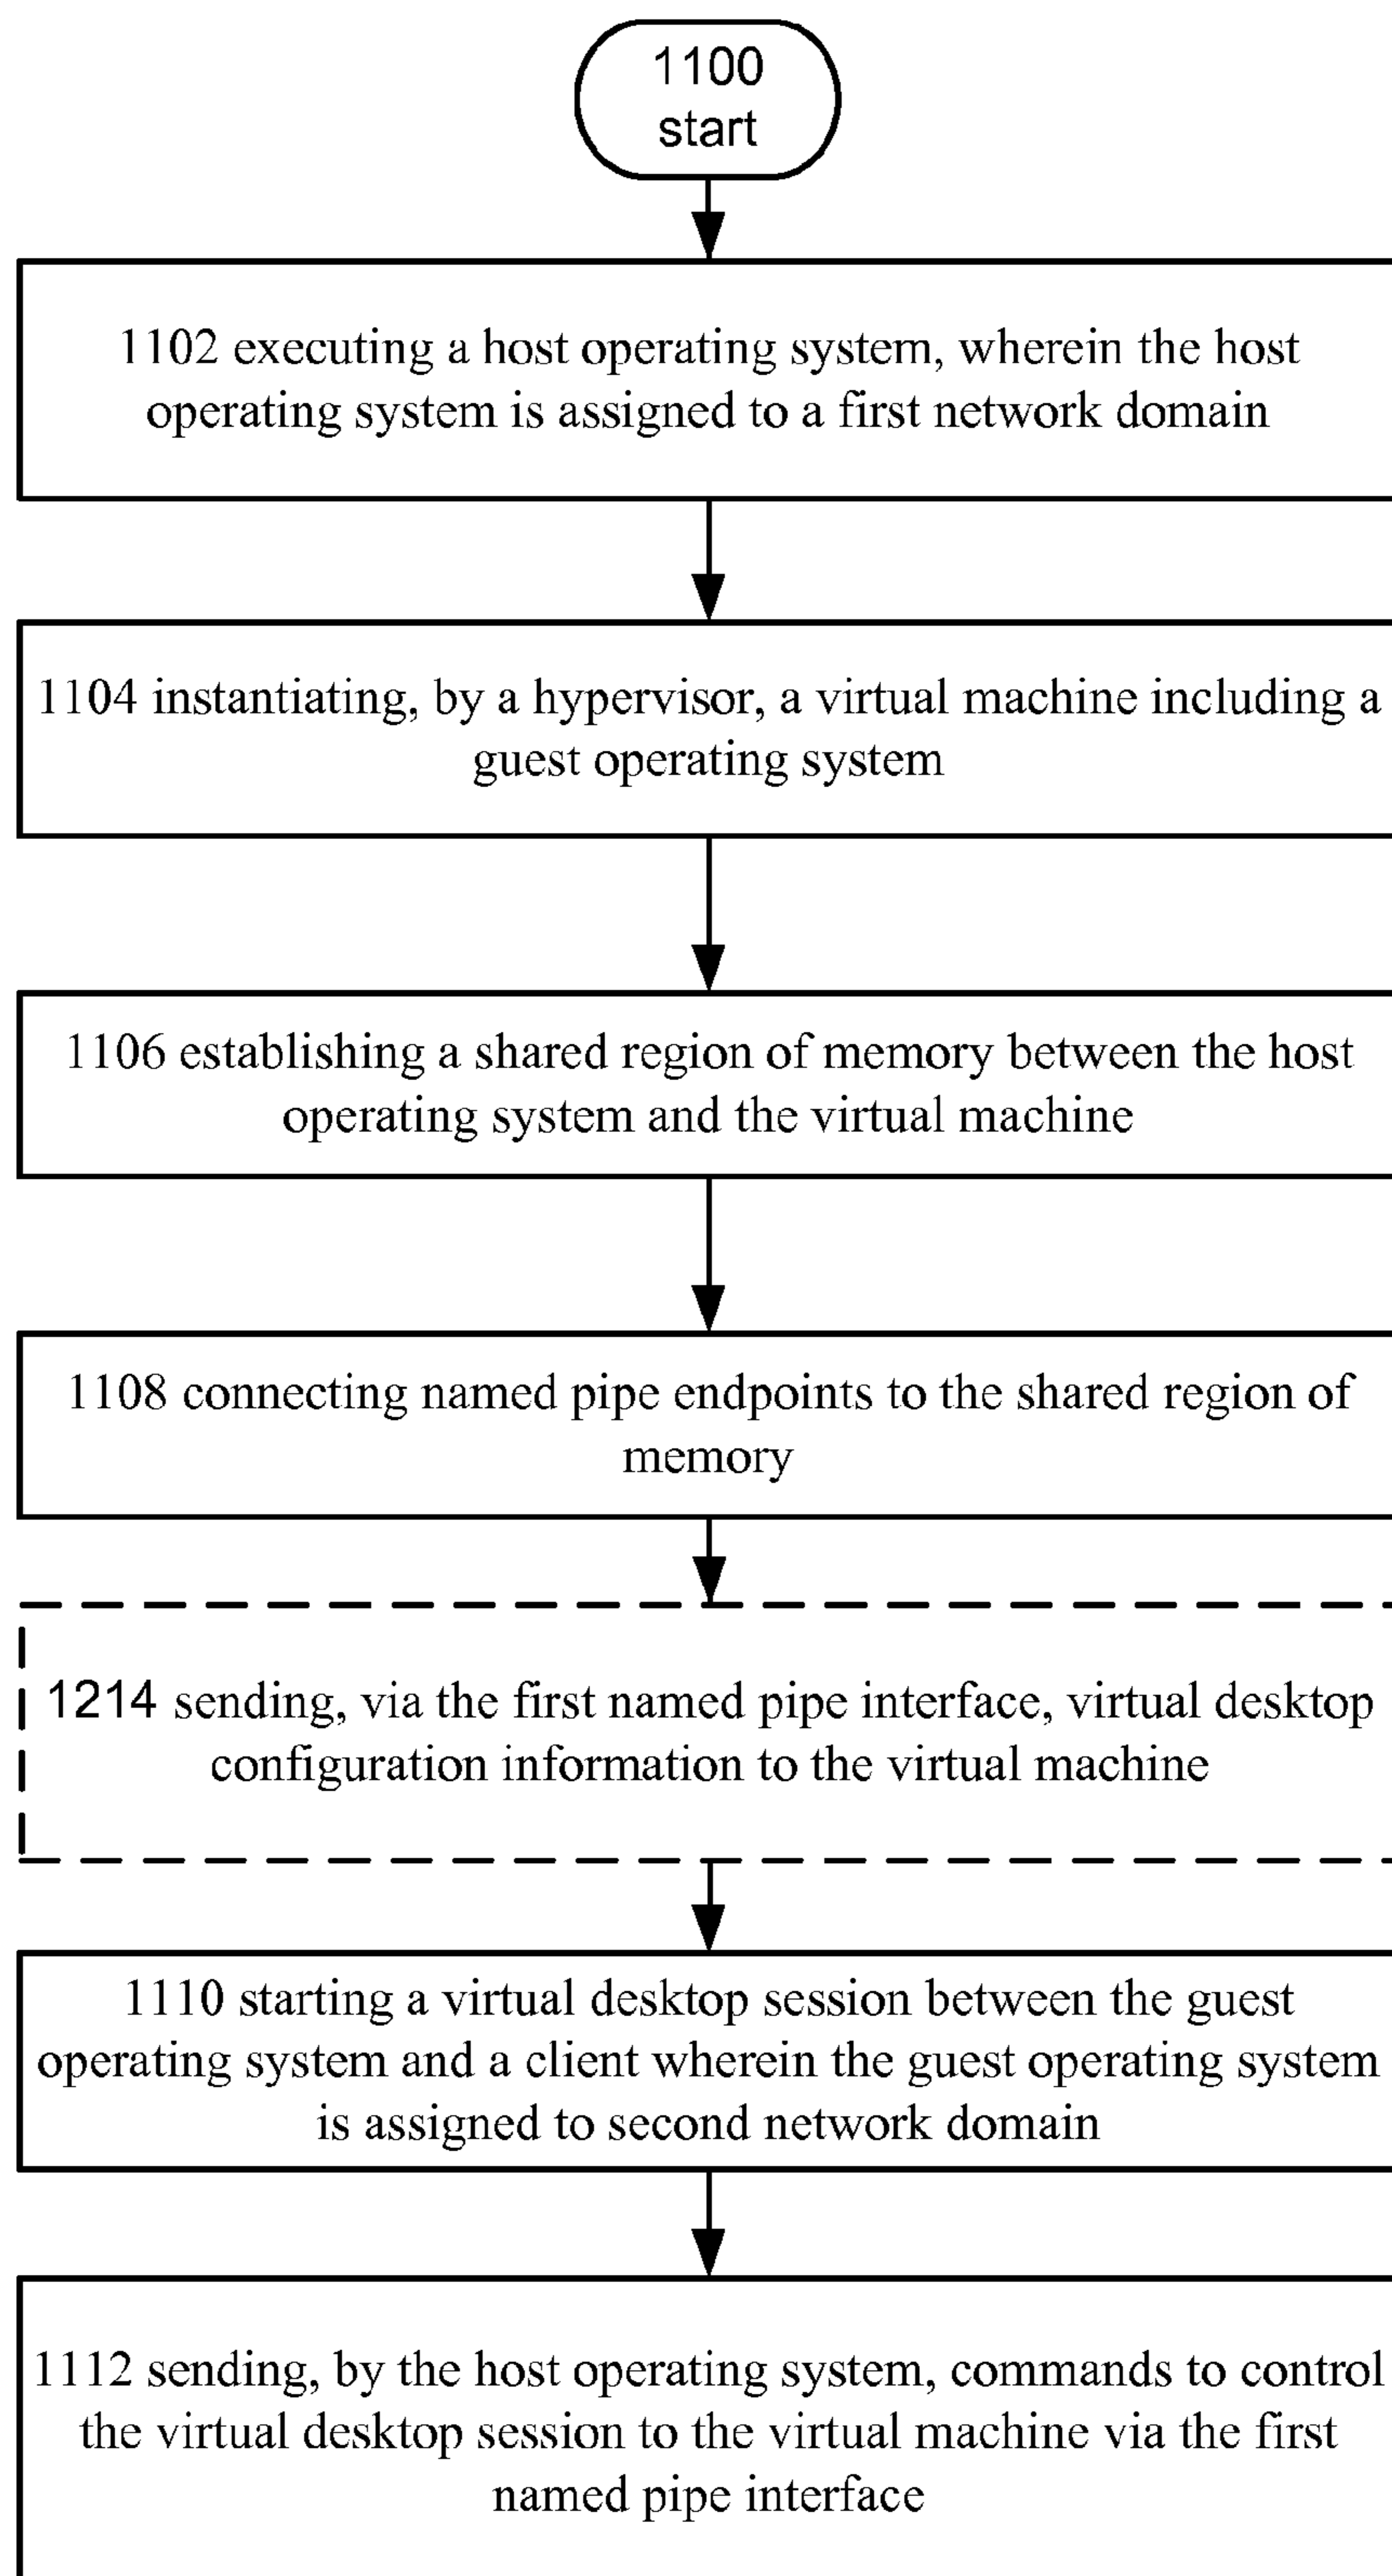 1100
start
1102 executing a host operating system, wherein the host
operating system is assigned to a first network domain
1104 instantiating, by a hypervisor, a virtual machine including a
guest operating system
1106 establishing a shared region of memory between the host
operating system and the virtual machine
1108 connecting named pipe endpoints to the shared region of
memory
1214 sending, via the first named pipe interface, virtual desktop
configuration information to the virtual machine
1110 starting a virtual desktop session between the guest
operating system and a client wherein the guest operating system
is assigned to second network domain
1112 sending, by the host operating system, commands to control
the virtual desktop session to the virtual machine via the first
named pipe interface